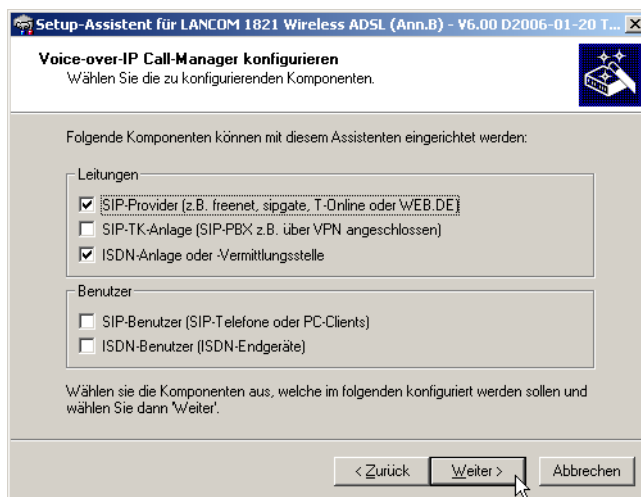 Setup-Assistent für LANCOM 1821 Wireless ADSL (Ann.B) - V6.00 D2006-01-20 T...
Voice-over-IP Call-Manager konfigurieren
Wählen Sie die zu konfigurierenden Komponenten.
Folgende Komponenten können mit diesem Assistenten eingerichtet werden:
Leitungen
SIP-Provider (z.B. freenet, sipgate, T-Online oder WEB.DE)
SIP-TK-Anlage (SIP-PBX z.B. über VPN angeschlossen)
ISDN-Anlage oder -Vermittlungsstelle
Benutzer
SIP-Benutzer (SIP-Telefone oder PC-Clients)
ISDN-Benutzer (ISDN-Endgeräte)
Wählen sie die Komponenten aus, welche im folgenden konfiguriert werden sollen und
wählen Sie dann 'Weiter'.
< Zurück Weiter > Abbrechen